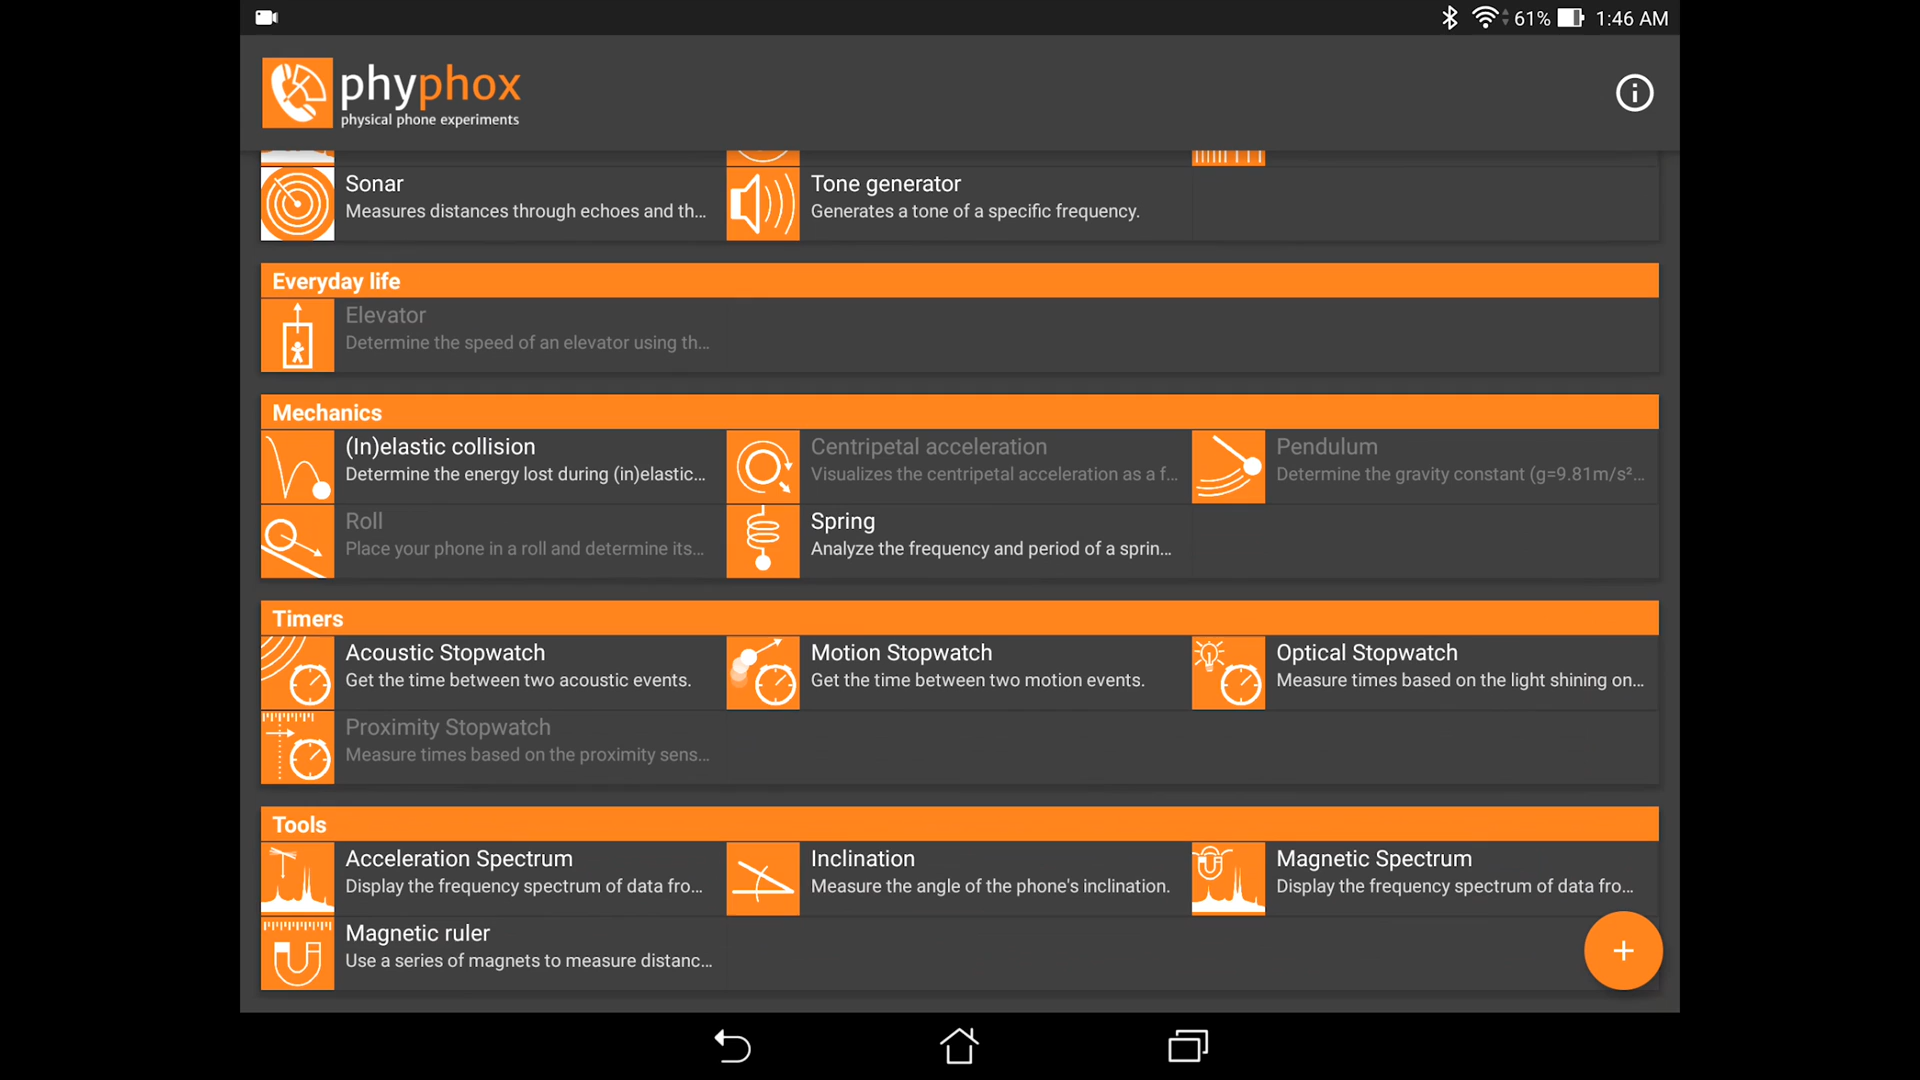 61% 1:46 AM
phyphox
physical phone experiments
Sonar
Measures distances through echoes and th...
Tone generator
Generates a tone of a specific frequency.
Everyday life
Elevator
Determine the speed of an elevator using th...
Mechanics
(In)elastic collision
Determine the energy lost during (in)elastic...
Centripetal acceleration
Visualizes the centripetal acceleration as a f...
Pendulum
Determine the gravity constant (g=9.81m/s²...
Roll
Place your phone in a roll and determine its...
Spring
Analyze the frequency and period of a sprin...
Timers
Acoustic Stopwatch
Get the time between two acoustic events.
Motion Stopwatch
Get the time between two motion events.
Optical Stopwatch
Measure times based on the light shining on...
Proximity Stopwatch
Measure times based on the proximity sens...
Tools
Acceleration Spectrum
Display the frequency spectrum of data fro...
Inclination
Measure the angle of the phone's inclination.
Magnetic Spectrum
Display the frequency spectrum of data fro...
Magnetic ruler
Use a series of magnets to measure distanc...